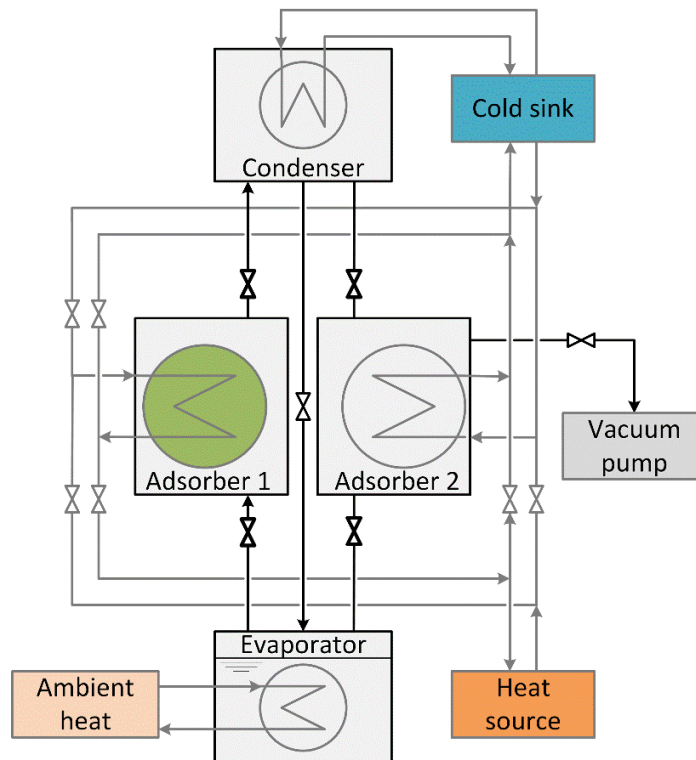 Cold sink
Condenser
Adsorber 1
Adsorber 2
Vacuum
pump
Evaporator
Ambient
heat
Heat
source